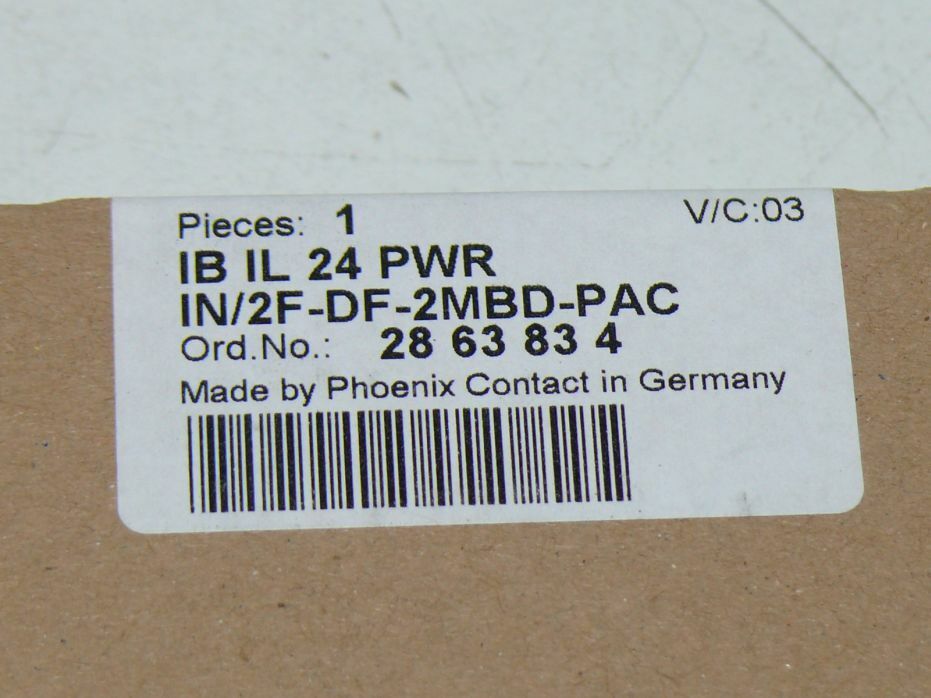 Pieces: 1 V/C:03
IB IL 24 PWR
IN/2F-DF-2MBD-PAC
Ord.No.: 28 63 83 4
Made by Phoenix Contact in Germany